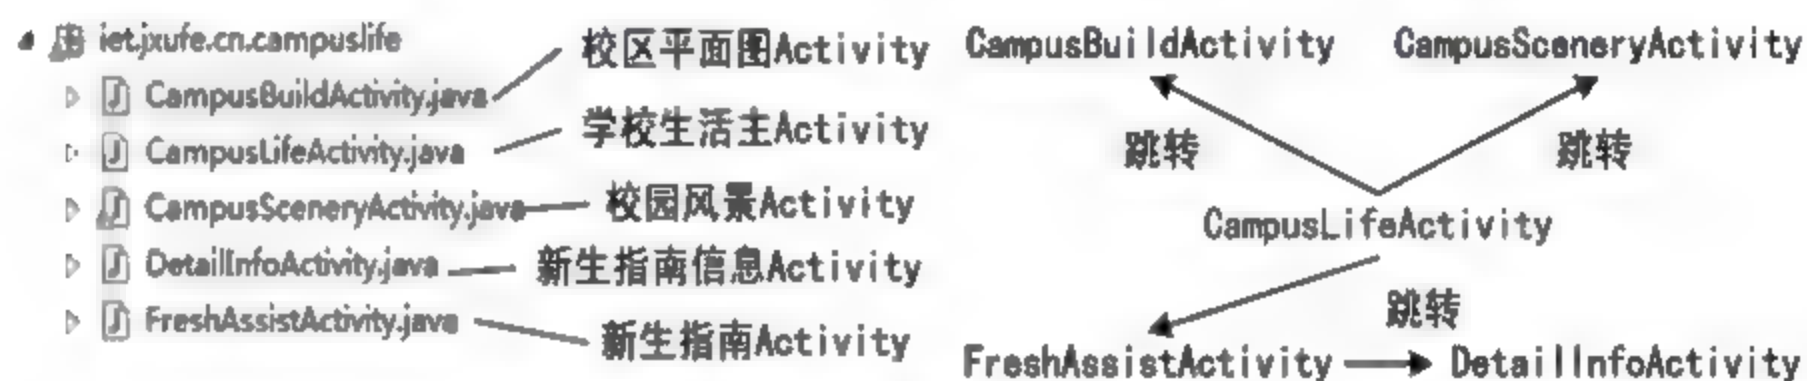 iet.jxufe.cn.campuslife
CampusBuildActivity.java
CampusLifeActivity.java
CampusSceneryActivity.java
DetailInfoActivity.java
FreshAssistActivity.java
校区平面图Activity
学校生活主Activity
校园风景Activity
新生指南信息Activity
新生指南Activity
CampusBuildActivity
CampusSceneryActivity
跳转
跳转
CampusLifeActivity
跳转
FreshAssistActivity
DetailInfoActivity